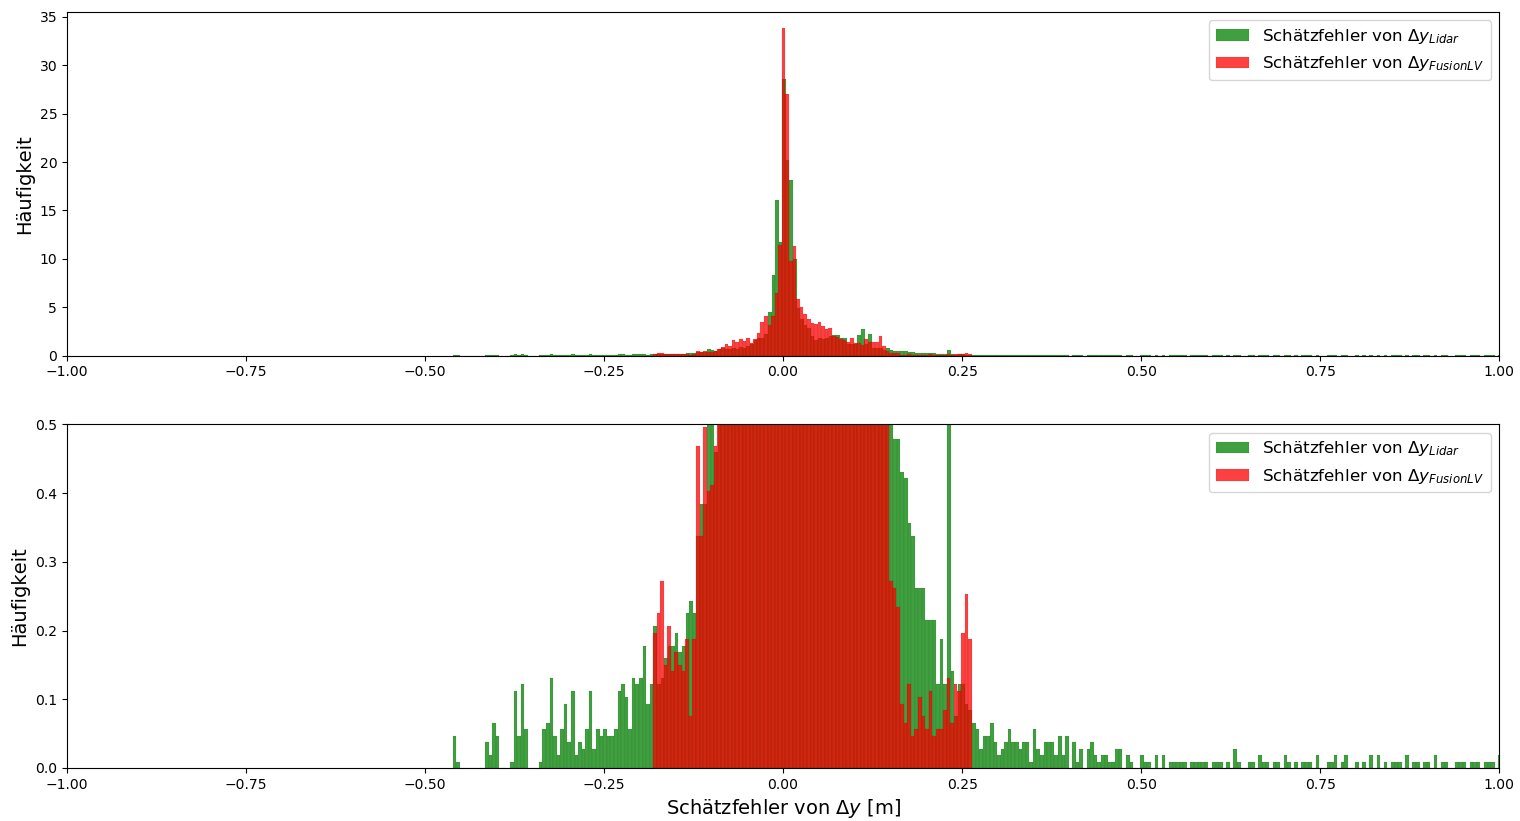 35
30
25
20
15
10
5
0
Häufigkeit
Schätzfehler von Δy_Lidar
Schätzfehler von Δy_FusionLV
−1.00 −0.75 −0.50 −0.25 0.00 0.25 0.50 0.75 1.00
0.5
0.4
0.3
0.2
0.1
0.0
Häufigkeit
Schätzfehler von Δy_Lidar
Schätzfehler von Δy_FusionLV
−1.00 −0.75 −0.50 −0.25 0.00 0.25 0.50 0.75 1.00
Schätzfehler von Δy [m]